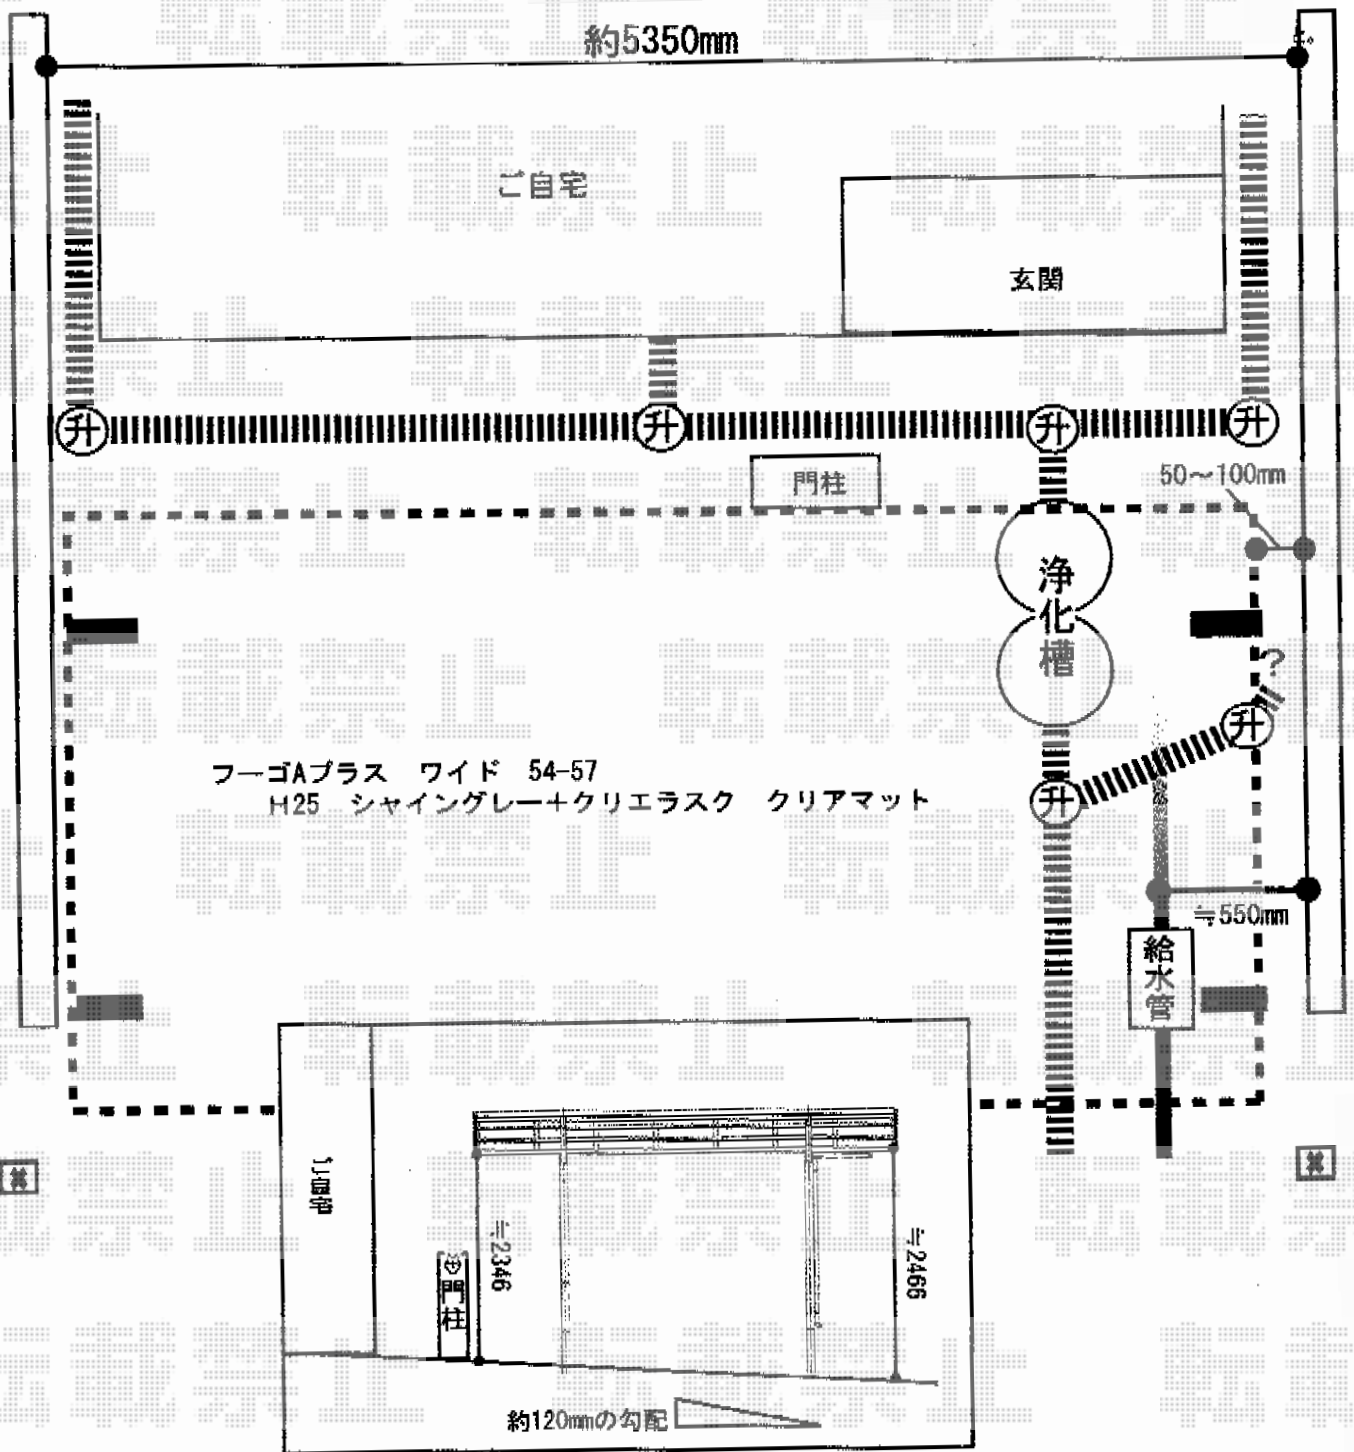 約5350mm
ご自宅
玄関
升
升
升
升
門柱
50〜100mm
浄化槽
?
升
フーゴAプラス ワイド 54-57
升
H25 シャイングレー+クリエラスク クリアマット
≒550mm
給水管
ご自宅
門柱
≒2346
≒2466
約120mmの勾配
転載禁止